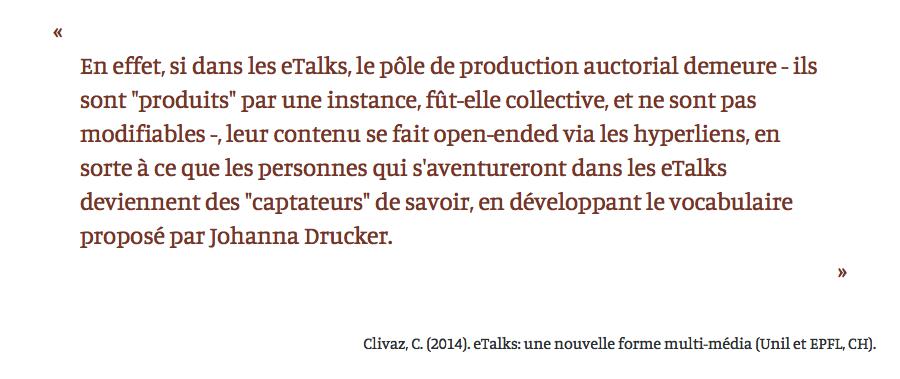 «
En effet, si dans les eTalks, le pôle de production auctorial demeure - ils
sont "produits" par une instance, fût-elle collective, et ne sont pas
modifiables -, leur contenu se fait open-ended via les hyperliens, en
sorte à ce que les personnes qui s'aventureront dans les eTalks
deviennent des "captateurs" de savoir, en développant le vocabulaire
proposé par Johanna Drucker.
»
Clivaz, C. (2014). eTalks: une nouvelle forme multi-média (Unil et EPFL, CH).